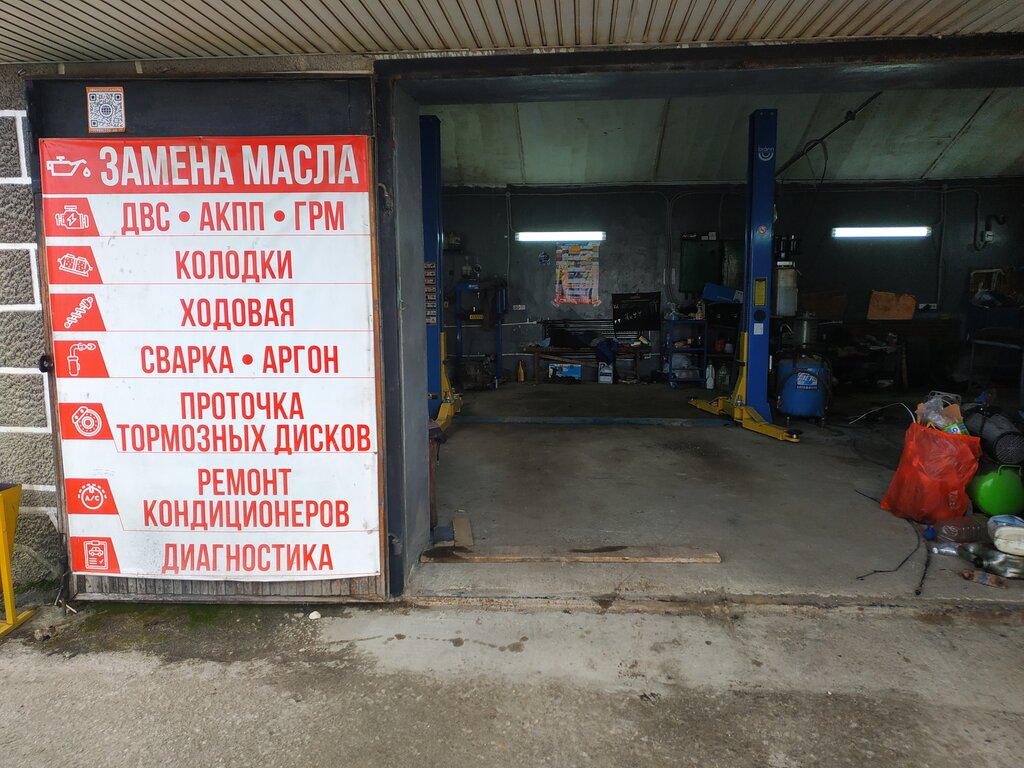 ЗАМЕНА МАСЛА
ДВС • АКПП • ГРМ
КОЛОДКИ
ХОДОВАЯ
СВАРКА • АРГОН
ПРОТОЧКА
ТОРМОЗНЫХ ДИСКОВ
A/C
РЕМОНТ
КОНДИЦИОНЕРОВ
ДИАГНОСТИКА